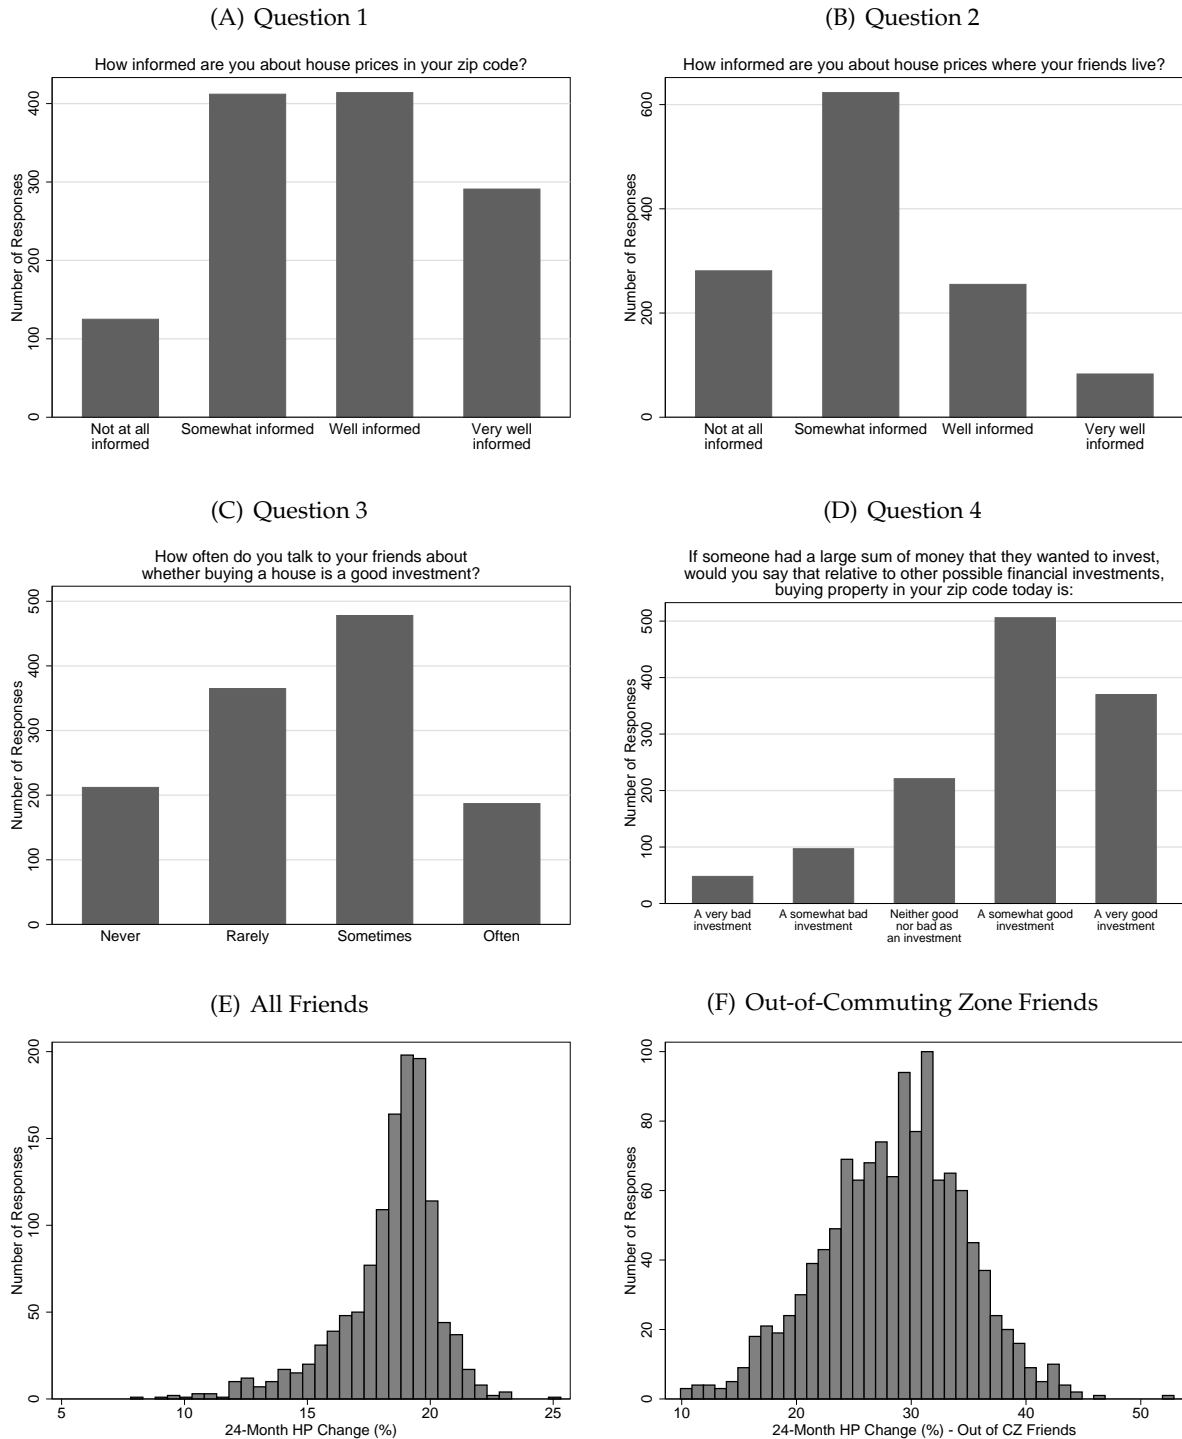 (A) Question 1
How informed are you about house prices in your zip code?
Number of Responses
0
100
200
300
400
Not at all
informed
Somewhat informed
Well informed
Very well
informed
(B) Question 2
How informed are you about house prices where your friends live?
Number of Responses
0
200
400
600
Not at all
informed
Somewhat informed
Well informed
Very well
informed
(C) Question 3
How often do you talk to your friends about
whether buying a house is a good investment?
Number of Responses
0
100
200
300
400
500
Never
Rarely
Sometimes
Often
(D) Question 4
If someone had a large sum of money that they wanted to invest,
would you say that relative to other possible financial investments,
buying property in your zip code today is:
Number of Responses
0
100
200
300
400
500
A very bad
investment
A somewhat bad
investment
Neither good
nor bad as
an investment
A somewhat good
investment
A very good
investment
(E) All Friends
Number of Responses
0
50
100
150
200
5
10
15
20
25
24-Month HP Change (%)
(F) Out-of-Commuting Zone Friends
Number of Responses
0
20
40
60
80
100
10
20
30
40
50
24-Month HP Change (%) - Out of CZ Friends